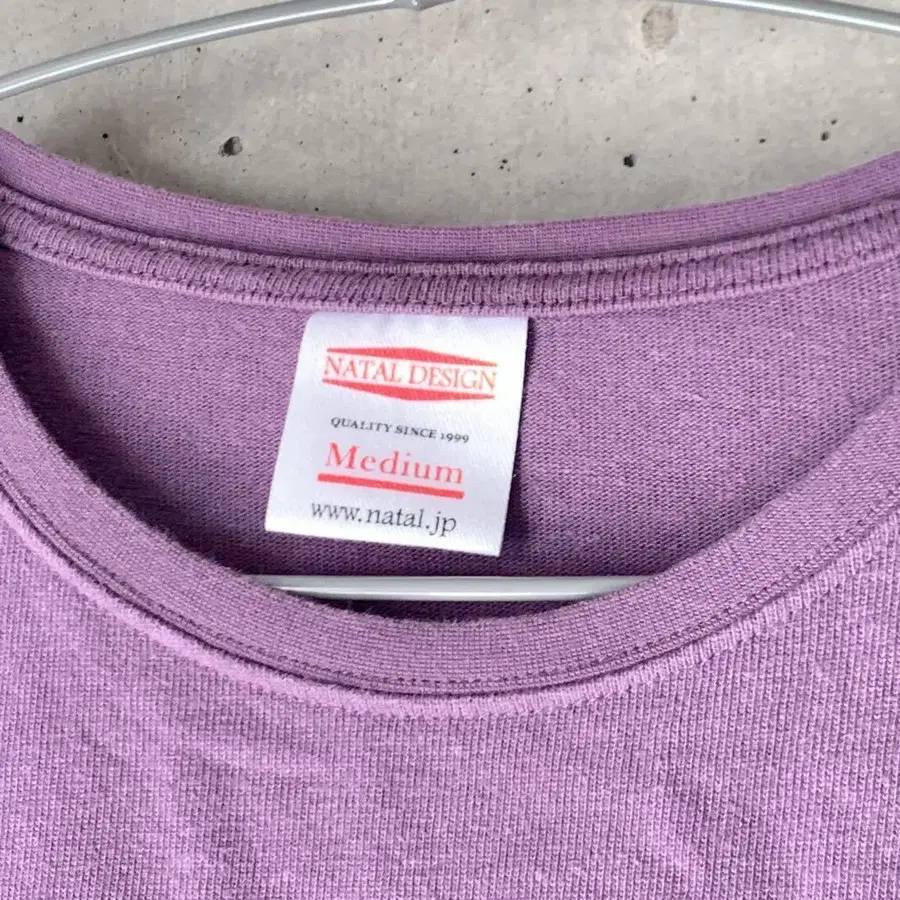 NATAL DESIGN
QUALITY SINCE 1999
Medium
www.natal.jp